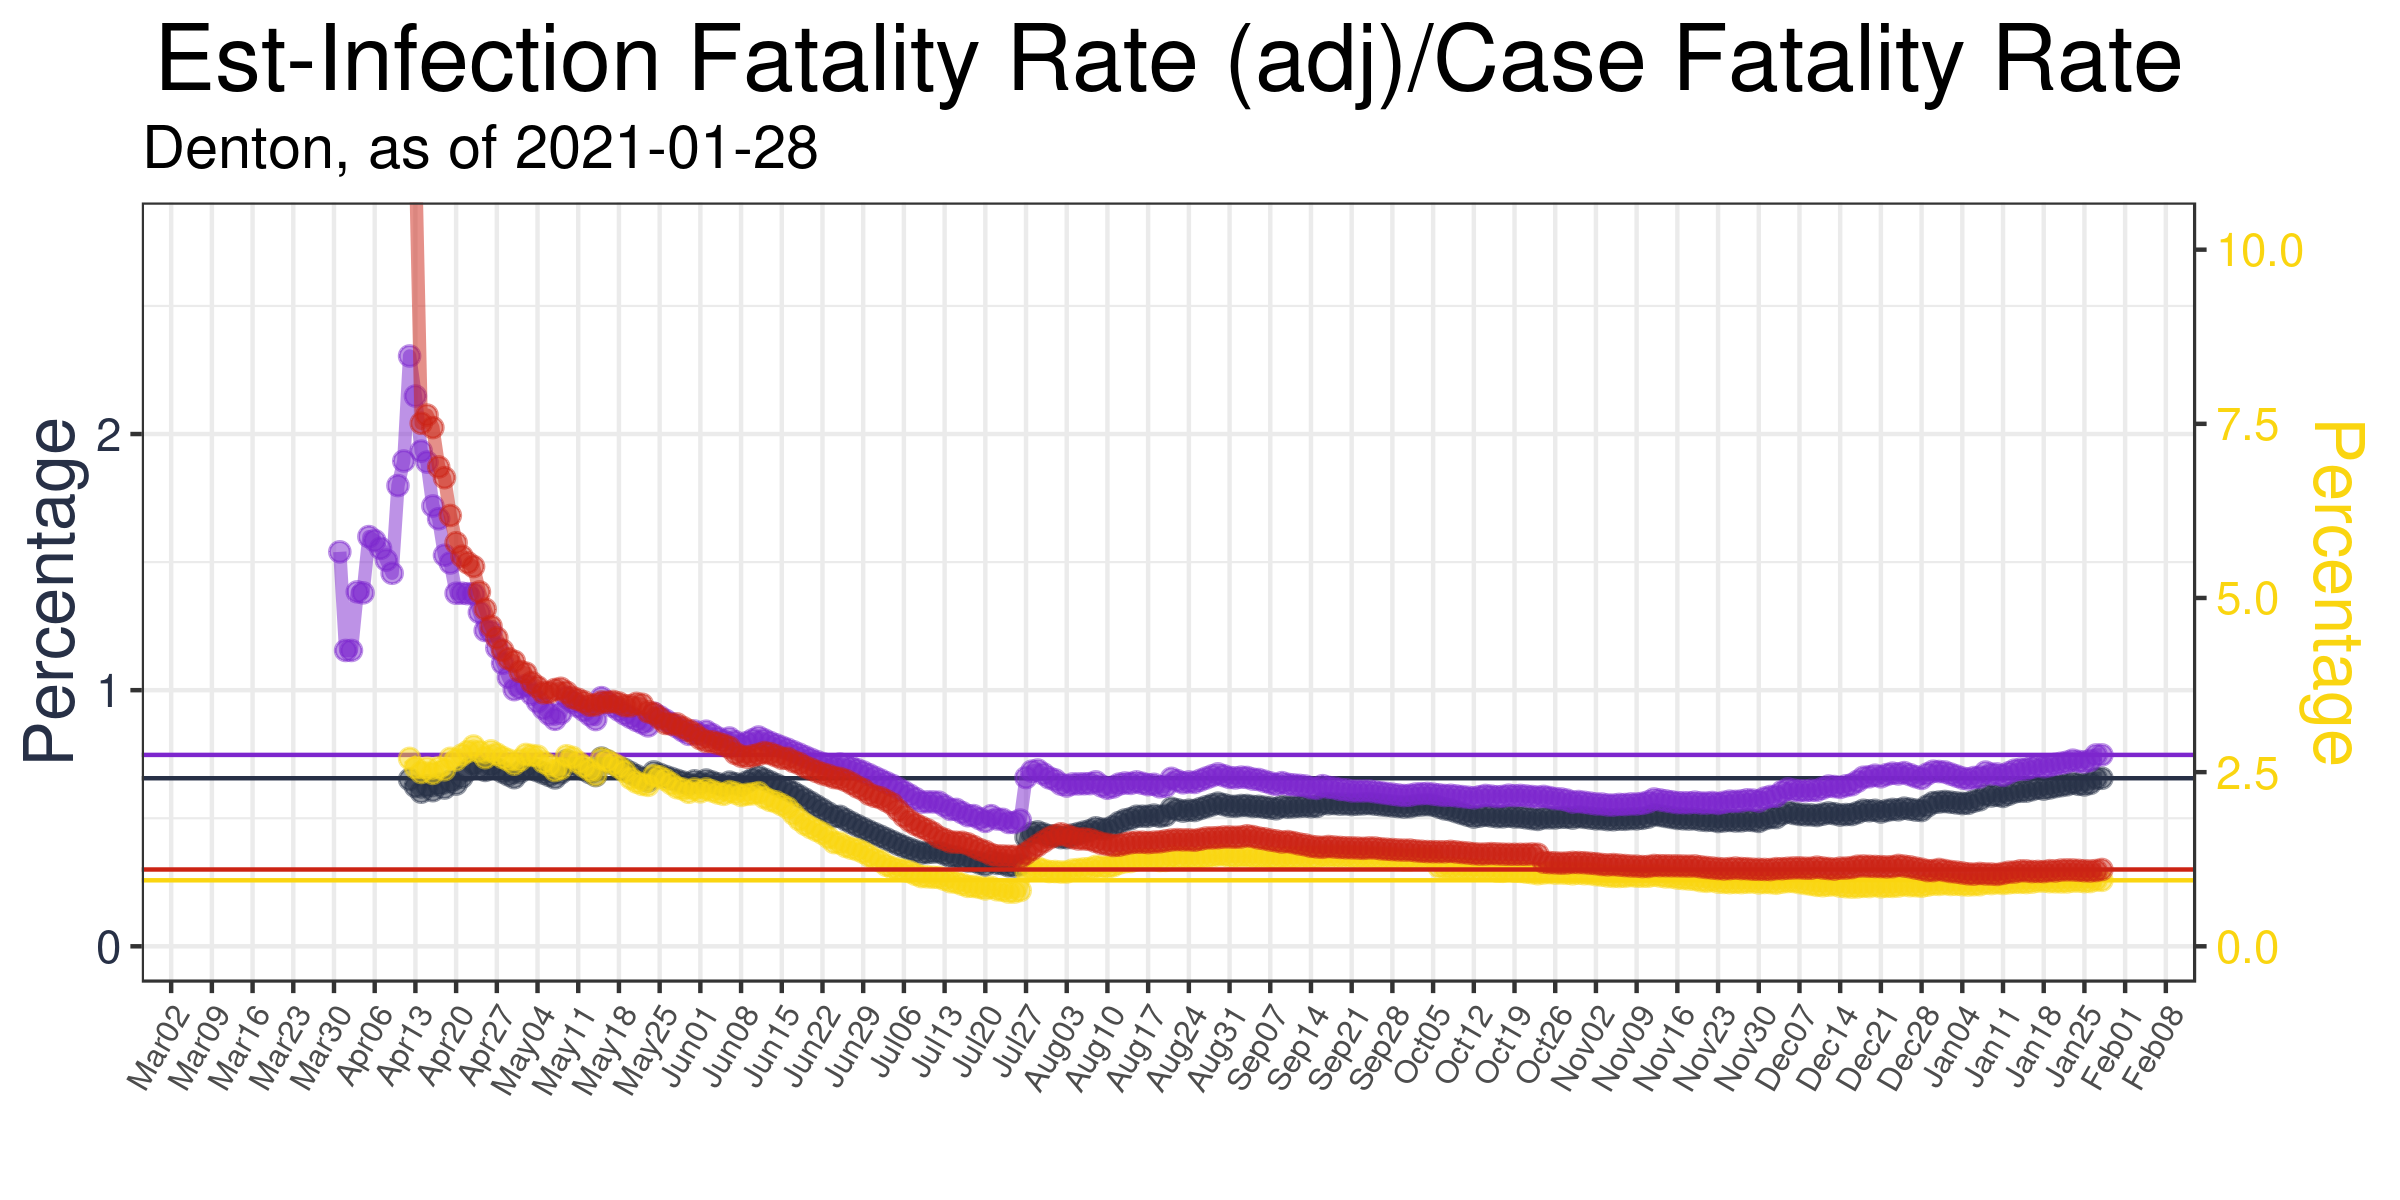 Est-Infection Fatality Rate (adj)/Case Fatality Rate
Denton, as of 2021-01-28
Percentage
2
1
0
10.0
7.5
5.0
2.5
0.0
Percentage
Mar02
Mar09
Mar16
Mar23
Mar30
Apr06
Apr13
Apr20
Apr27
May04
May11
May18
May25
Jun01
Jun08
Jun15
Jun22
Jun29
Jul06
Jul13
Jul20
Jul27
Aug03
Aug10
Aug17
Aug24
Aug31
Sep07
Sep14
Sep21
Sep28
Oct05
Oct12
Oct19
Oct26
Nov02
Nov09
Nov16
Nov23
Nov30
Dec07
Dec14
Dec21
Dec28
Jan04
Jan11
Jan18
Jan25
Feb01
Feb08